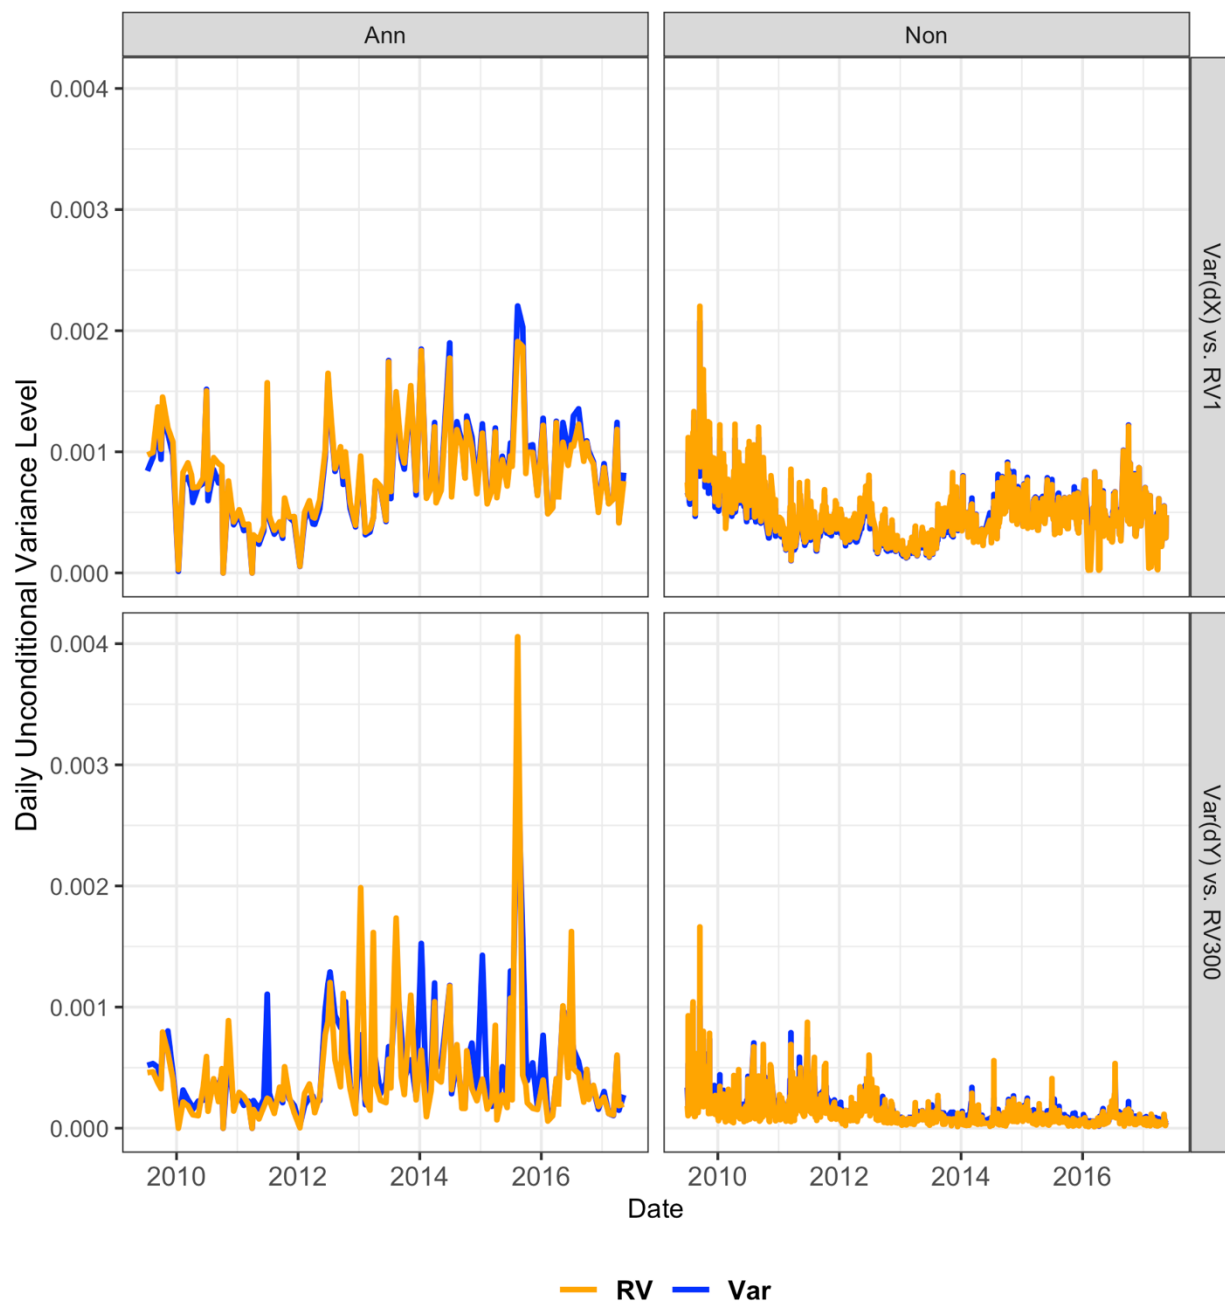 Ann
Non
0.004
0.003
0.002
0.001
0.000
Var(dX) vs. RV1
0.004
0.003
0.002
0.001
0.000
Var(dY) vs. RV300
Daily Unconditional Variance Level
2010 2012 2014 2016
2010 2012 2014 2016
Date
RV Var